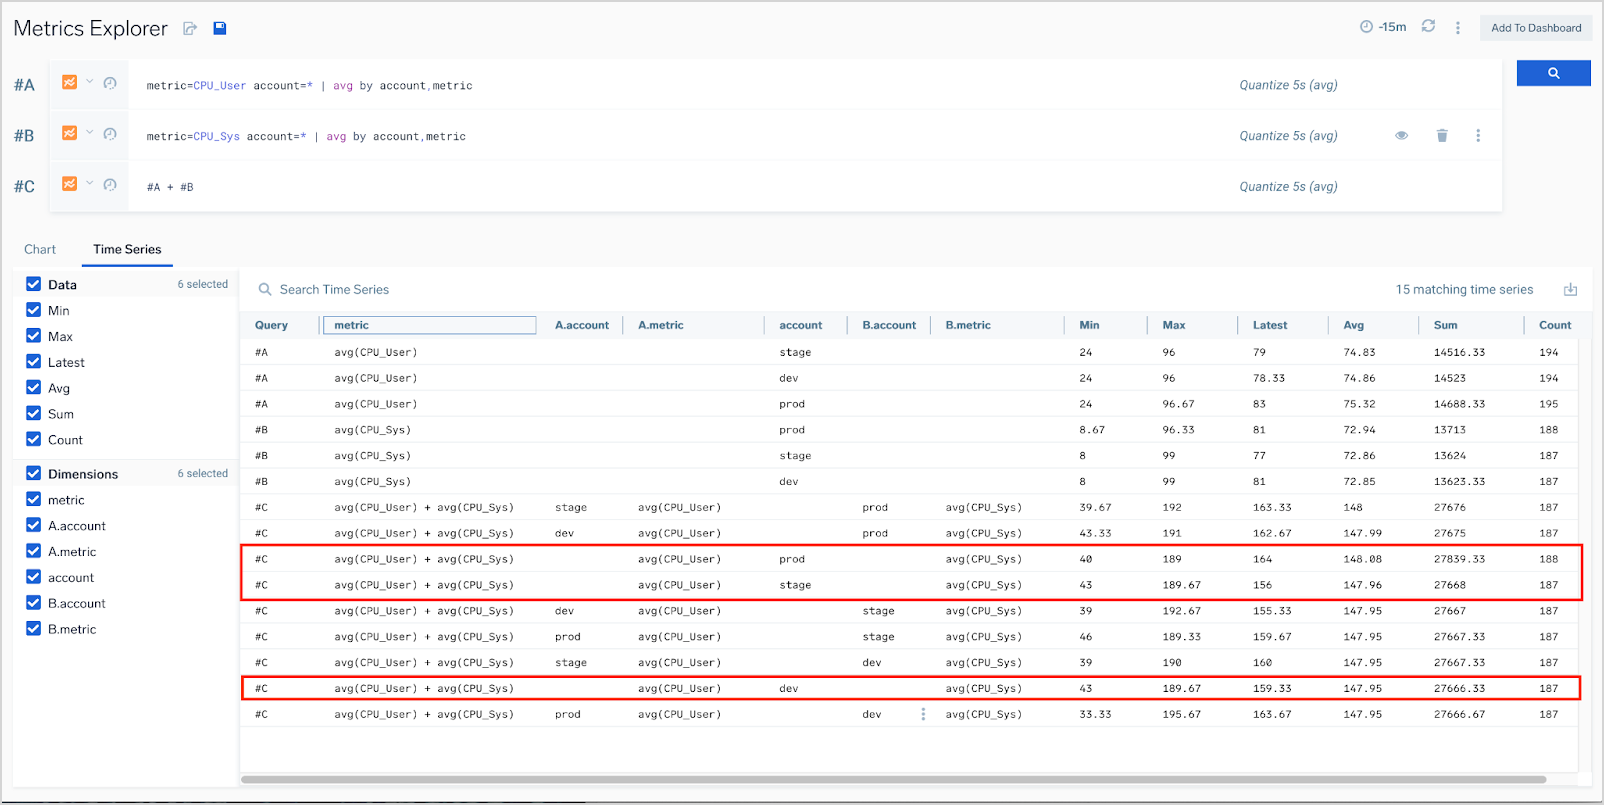 Metrics Explorer -15m Add To Dashboard
#A metric=CPU_User account=* | avg by account,metric Quantize 5s (avg)
#B metric=CPU_Sys account=* | avg by account,metric Quantize 5s (avg)
#C #A + #B Quantize 5s (avg)
Chart Time Series
Data 6 selected
Min
Max
Latest
Avg
Sum
Count
Dimensions 6 selected
metric
A.account
A.metric
account
B.account
B.metric
Search Time Series 15 matching time series
Query metric A.account A.metric account B.account B.metric Min Max Latest Avg Sum Count
#A avg(CPU_User) stage 24 96 79 74.83 14516.33 194
#A avg(CPU_User) dev 24 96 78.33 74.86 14523 194
#A avg(CPU_User) prod 24 96.67 83 75.32 14688.33 195
#B avg(CPU_Sys) prod 8.67 96.33 81 72.94 13713 188
#B avg(CPU_Sys) stage 8 99 77 72.86 13624 187
#B avg(CPU_Sys) dev 8 99 81 72.85 13623.33 187
#C avg(CPU_User) + avg(CPU_Sys) stage avg(CPU_User) prod avg(CPU_Sys) 39.67 192 163.33 148 27676 187
#C avg(CPU_User) + avg(CPU_Sys) dev avg(CPU_User) prod avg(CPU_Sys) 43.33 191 162.67 147.99 27675 187
#C avg(CPU_User) + avg(CPU_Sys) avg(CPU_User) prod avg(CPU_Sys) 40 189 164 148.08 27839.33 188
#C avg(CPU_User) + avg(CPU_Sys) avg(CPU_User) stage avg(CPU_Sys) 43 189.67 156 147.96 27668 187
#C avg(CPU_User) + avg(CPU_Sys) dev avg(CPU_User) stage avg(CPU_Sys) 39 192.67 155.33 147.95 27667 187
#C avg(CPU_User) + avg(CPU_Sys) prod avg(CPU_User) stage avg(CPU_Sys) 46 189.33 159.67 147.95 27667.33 187
#C avg(CPU_User) + avg(CPU_Sys) stage avg(CPU_User) dev avg(CPU_Sys) 39 190 160 147.95 27667.33 187
#C avg(CPU_User) + avg(CPU_Sys) avg(CPU_User) dev avg(CPU_Sys) 43 189.67 159.33 147.95 27666.33 187
#C avg(CPU_User) + avg(CPU_Sys) prod avg(CPU_User) dev avg(CPU_Sys) 33.33 195.67 163.67 147.95 27666.67 187